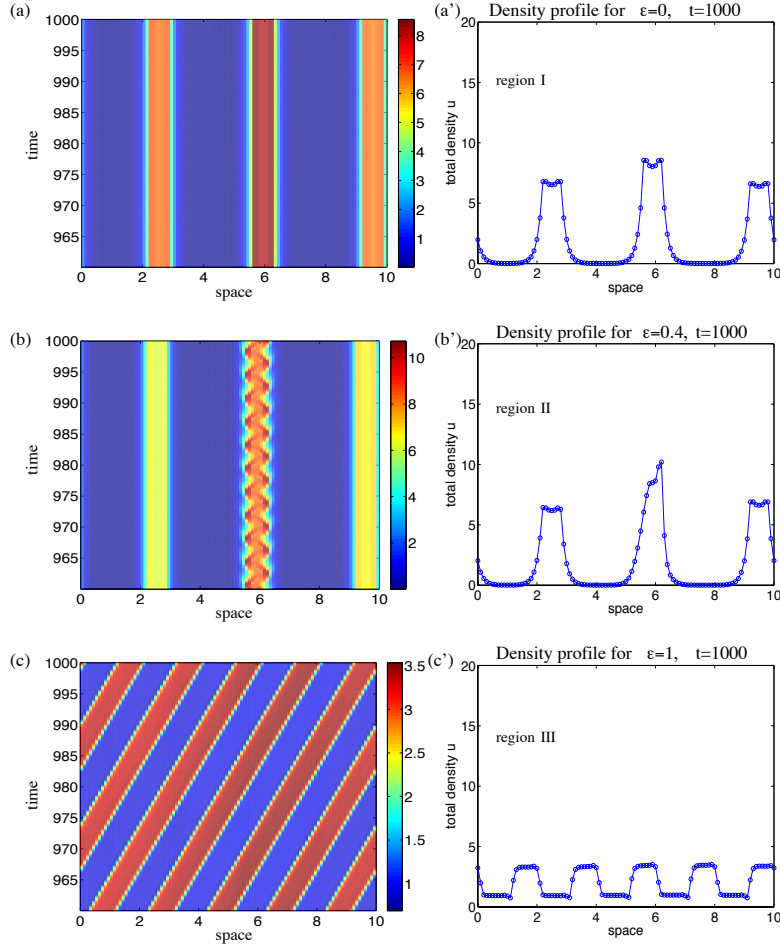 (a)
1000
995
990
985
980
975
970
965
time
0 2 4 6 8 10
space
8
7
6
5
4
3
2
1
(a')
Density profile for ε=0, t=1000
region I
20
15
10
5
0
total density u
0 2 4 6 8 10
space
(b)
1000
995
990
985
980
975
970
965
time
0 2 4 6 8 10
space
10
8
6
4
2
(b')
Density profile for ε=0.4, t=1000
region II
20
15
10
5
0
total density u
0 2 4 6 8 10
space
(c)
1000
995
990
985
980
975
970
965
time
0 2 4 6 8 10
space
3.5
3
2.5
2
1.5
1
(c')
Density profile for ε=1, t=1000
region III
20
15
10
5
0
total density u
0 2 4 6 8 10
space